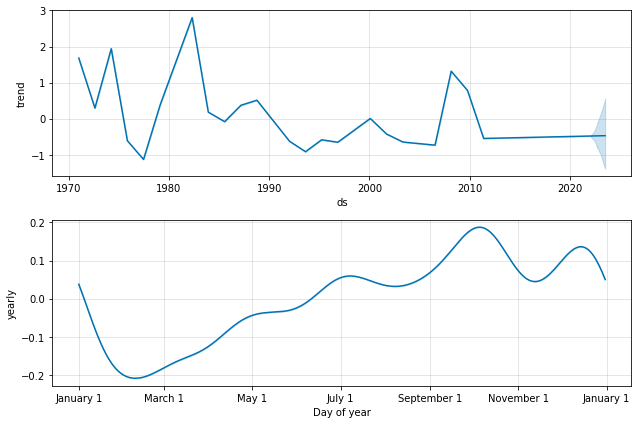 3
2
1
0
−1
trend
1970 1980 1990 2000 2010 2020
ds
0.2
0.1
0.0
−0.1
−0.2
yearly
January 1 March 1 May 1 July 1 September 1 November 1 January 1
Day of year